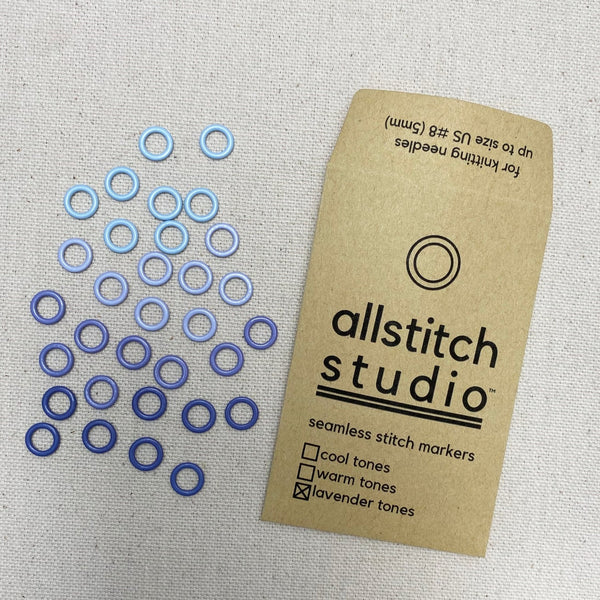 for knitting needles
up to size US #8 (5mm)
allstitch
studio™
seamless stitch markers
cool tones
warm tones
lavender tones